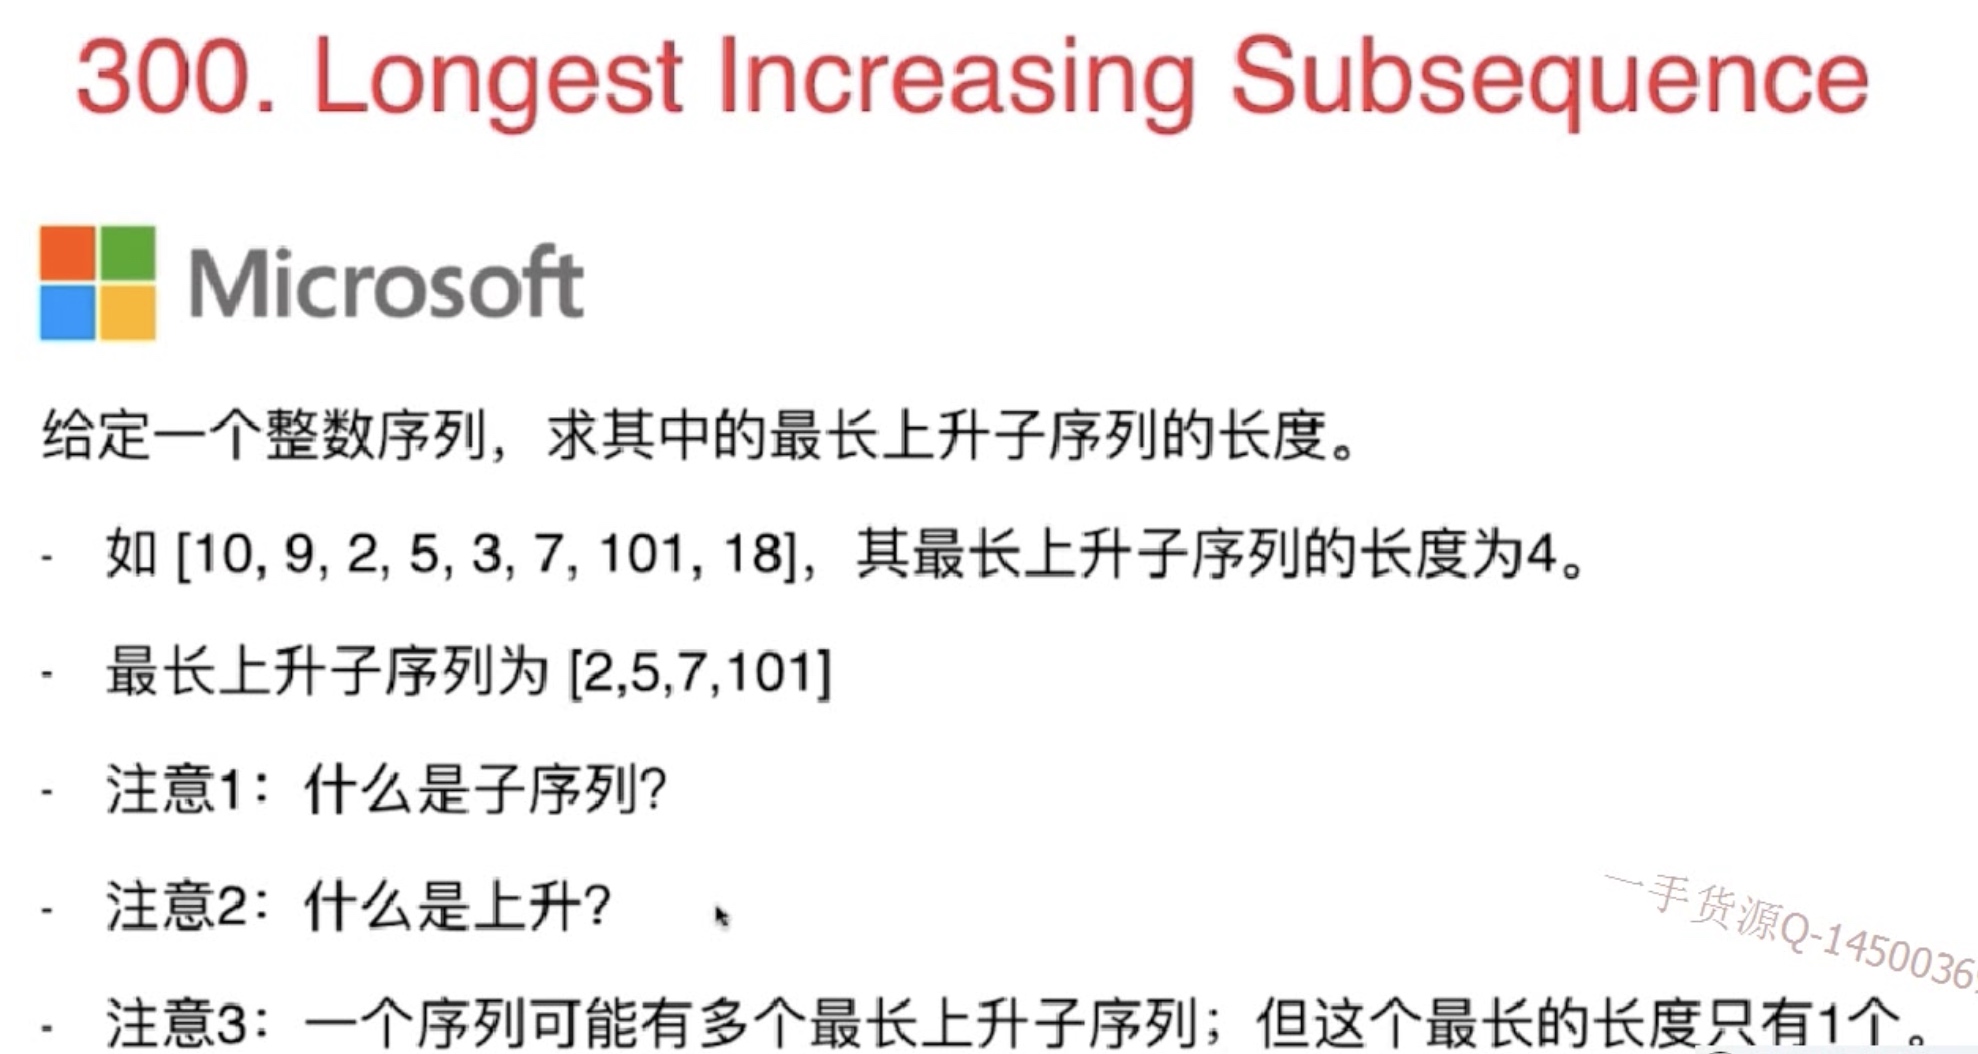 300. Longest Increasing Subsequence
Microsoft
给定一个整数序列，求其中的最长上升子序列的长度。
- 如 [10, 9, 2, 5, 3, 7, 101, 18]，其最长上升子序列的长度为4。
- 最长上升子序列为 [2,5,7,101]
- 注意1：什么是子序列？
- 注意2：什么是上升？
一手货源Q-1450036
- 注意3：一个序列可能有多个最长上升子序列；但这个最长的长度只有1个。